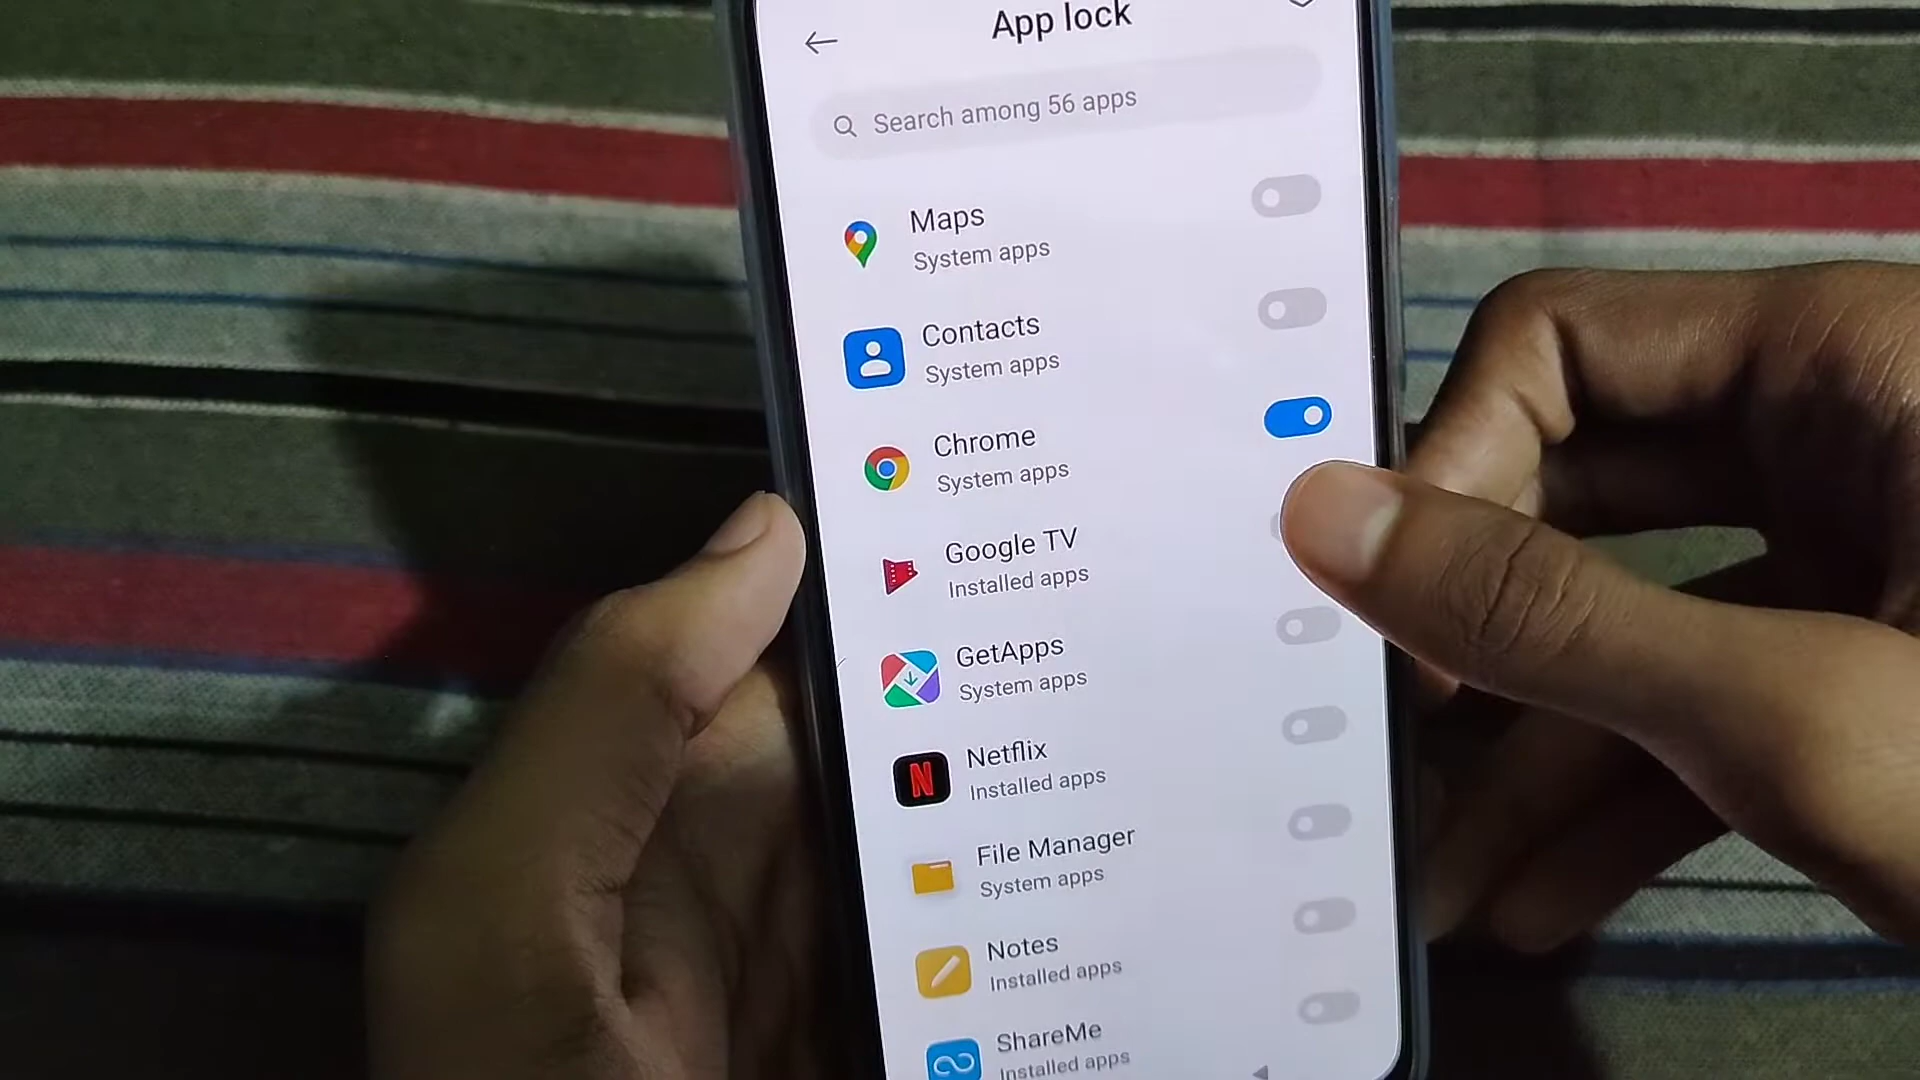 App lock
Search among 56 apps
Maps
System apps
Contacts
System apps
Chrome
System apps
Google TV
Installed apps
GetApps
System apps
Netflix
Installed apps
N
File Manager
System apps
Notes
Installed apps
ShareMe
Installed apps